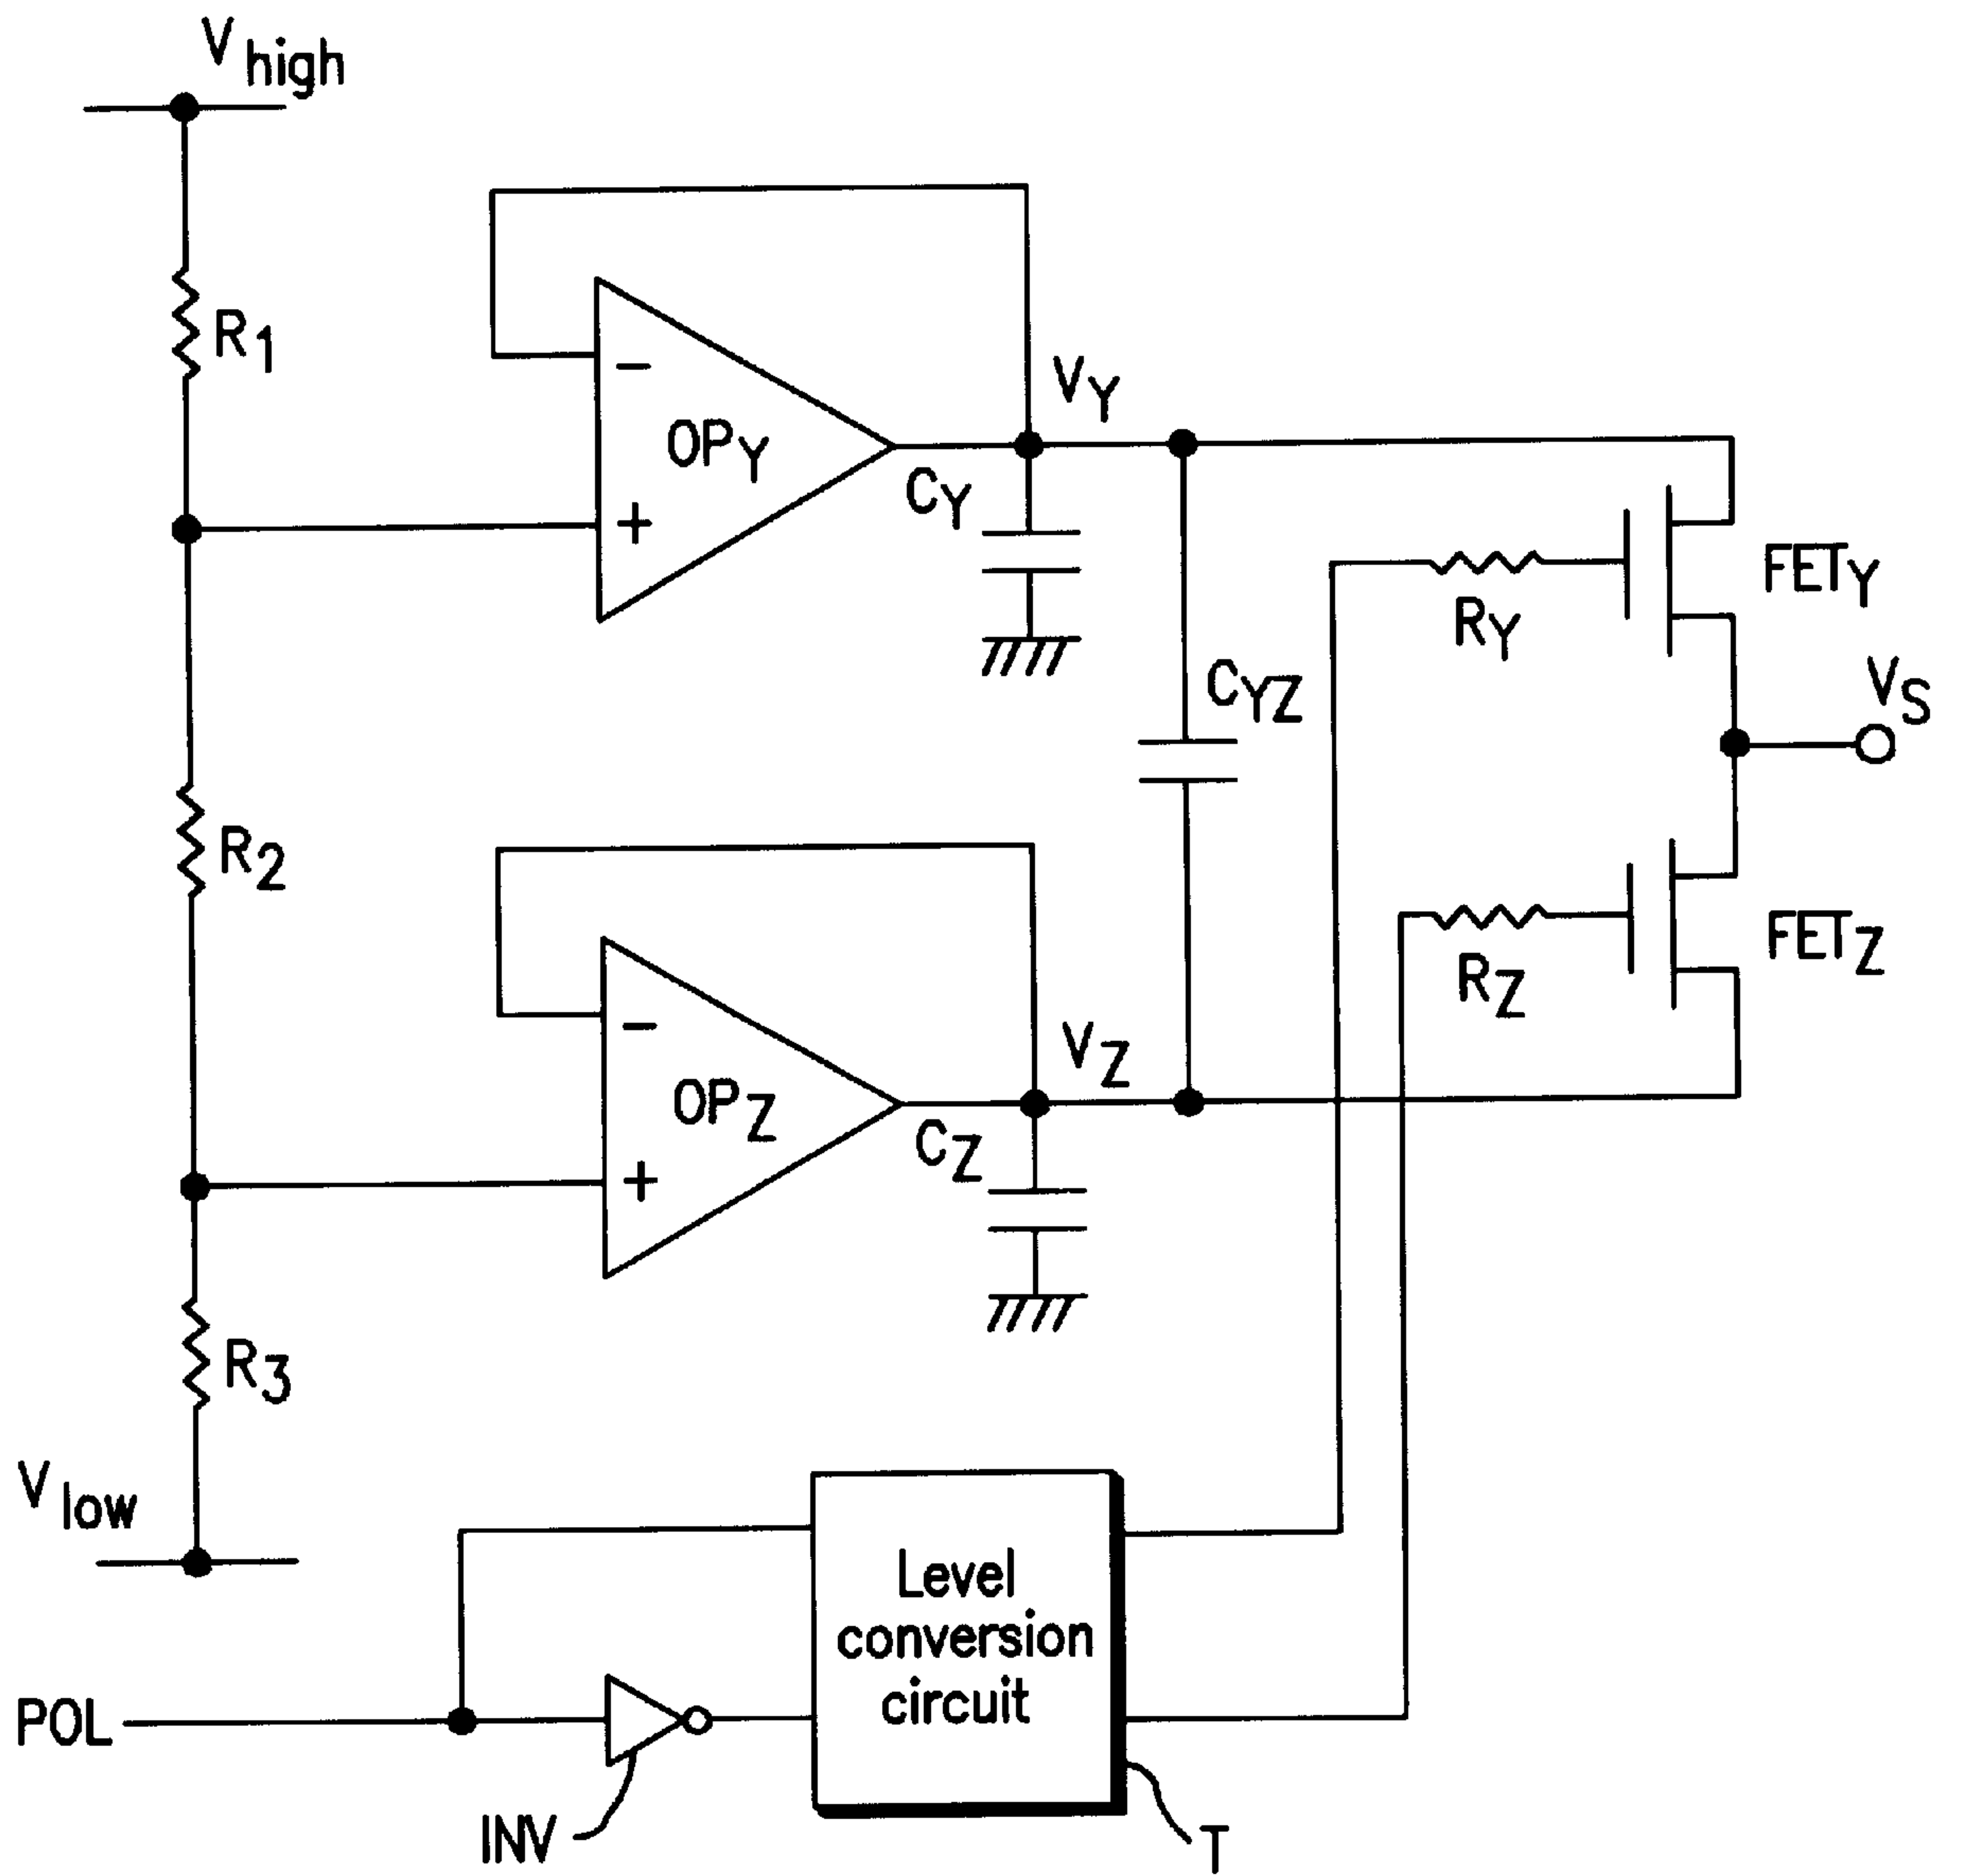 Vhigh
R1
−
OPY
+
CY
VY
RY
FETY
VS
CYZ
R2
−
OPZ
+
CZ
VZ
RZ
FETZ
R3
Vlow
Level
conversion
circuit
POL
INV
T